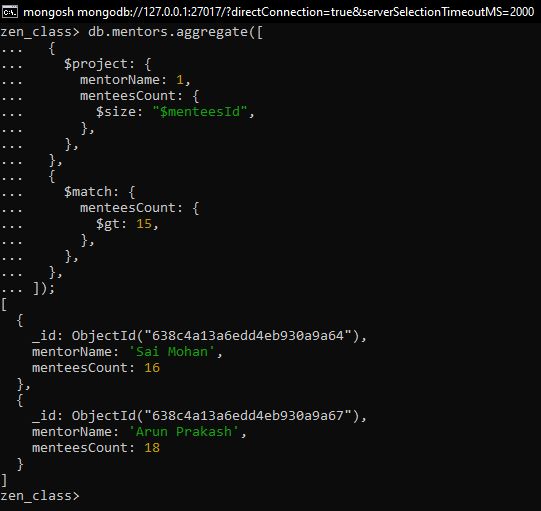 mongosh mongodb://127.0.0.1:27017/?directConnection=true&serverSelectionTimeoutMS=2000
zen_class> db.mentors.aggregate([
...   {
...     $project: {
...       mentorName: 1,
...       menteesCount: {
...         $size: "$menteesId",
...       },
...     },
...   },
...   {
...     $match: {
...       menteesCount: {
...         $gt: 15,
...       },
...     },
...   },
... ]);
[
  {
    _id: ObjectId("638c4a13a6edd4eb930a9a64"),
    mentorName: 'Sai Mohan',
    menteesCount: 16
  },
  {
    _id: ObjectId("638c4a13a6edd4eb930a9a67"),
    mentorName: 'Arun Prakash',
    menteesCount: 18
  }
]
zen_class>